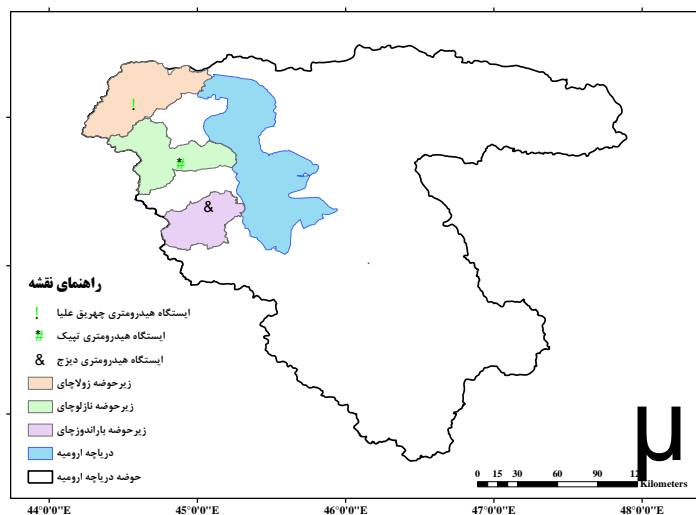 راهنمای نقشه
! ایستگاه هیدرومتری چهریق علیا
*# ایستگاه هیدرومتری تپیک
& ایستگاه هیدرومتری دیزج
زیرحوضه زولاچای
زیرحوضه نازلوچای
زیرحوضه باراندوزچای
دریاچه ارومیه
حوضه دریاچه ارومیه
!
*#
&
µ
0 15 30 60 90 12
Kilometers
44°0'0"E 45°0'0"E 46°0'0"E 47°0'0"E 48°0'0"E